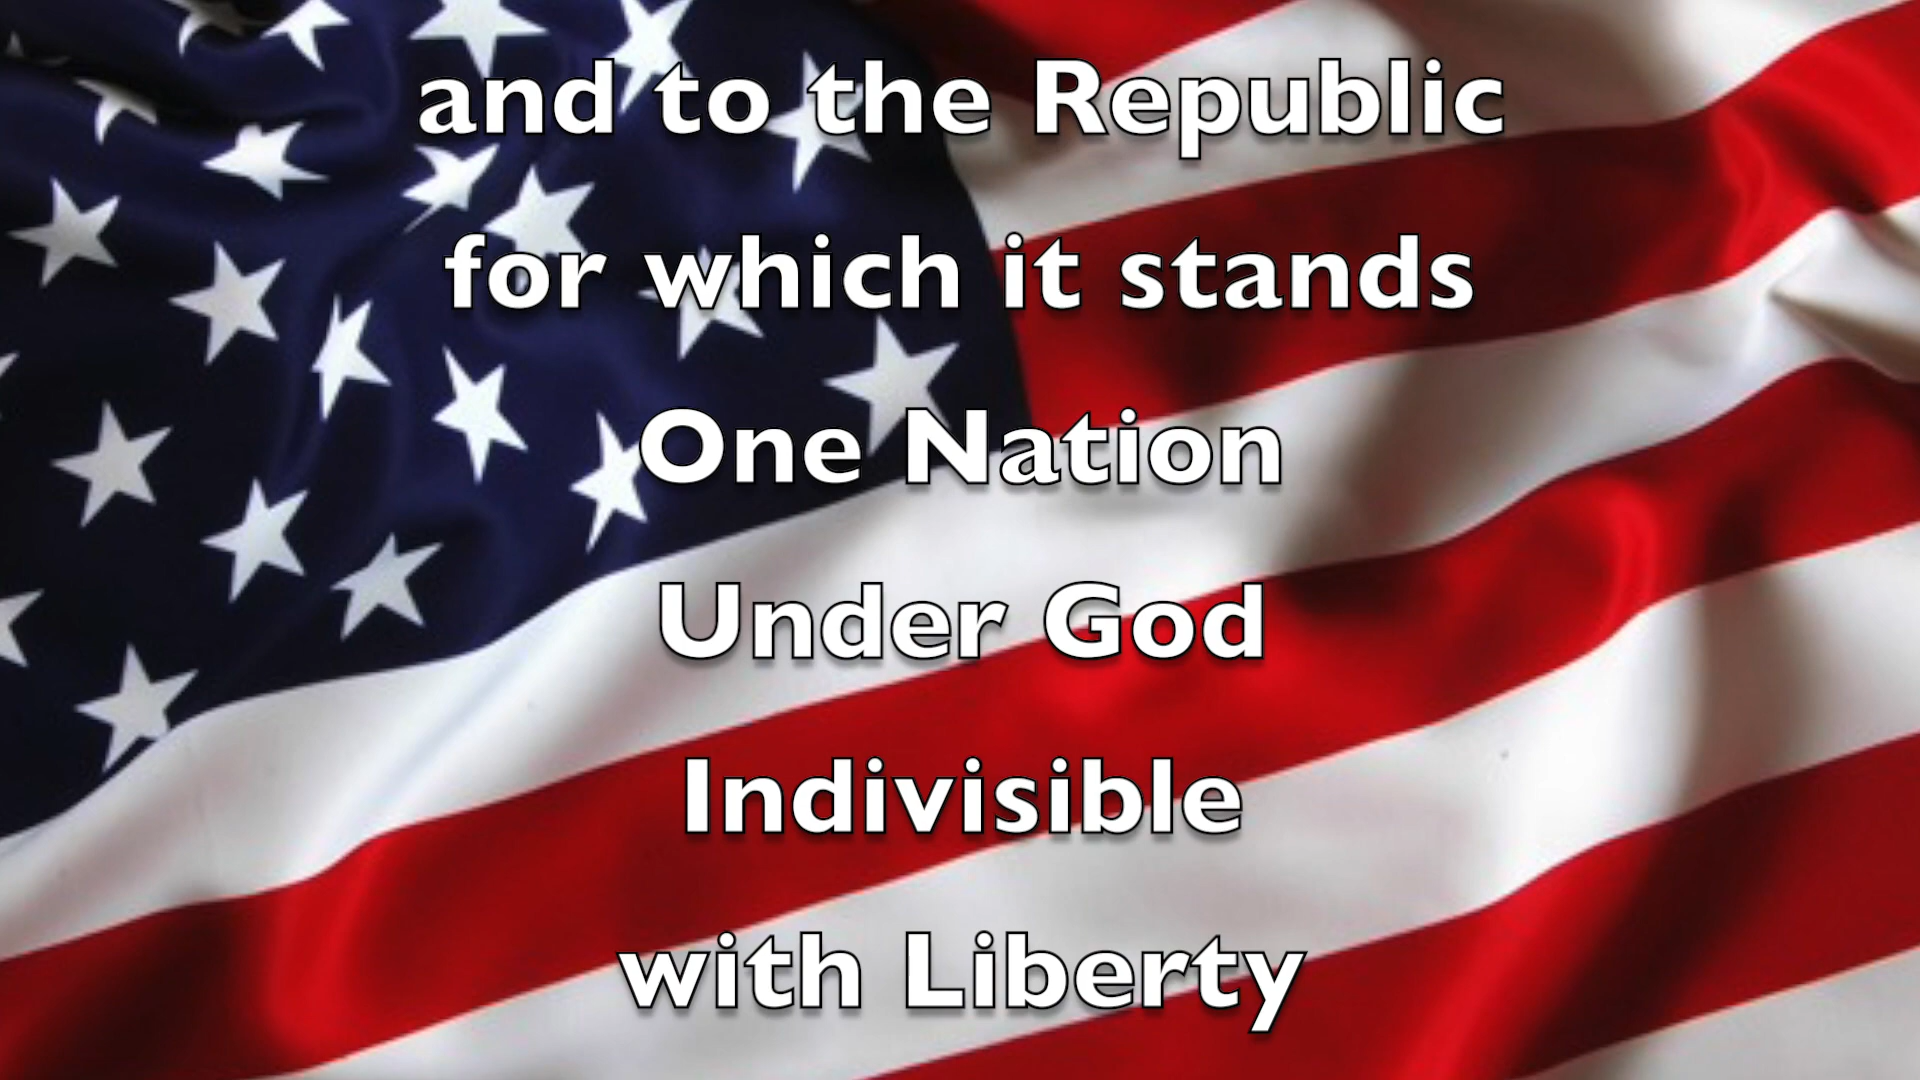 and to the Republic
for which it stands
One Nation
Under God
Indivisible
with Liberty